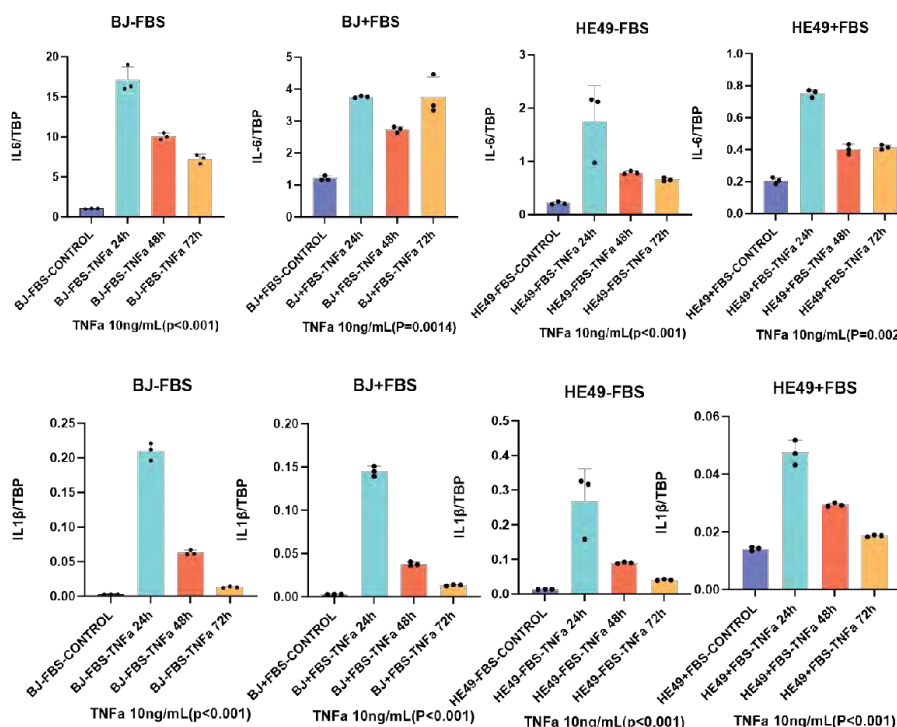 BJ-FBS
IL6/TBP
20
15
10
5
0
BJ-FBS-CONTROL
BJ-FBS-TNFa 24h
BJ-FBS-TNFa 48h
BJ-FBS-TNFa 72h
TNFa 10ng/mL(p<0.001)
BJ+FBS
IL-6/TBP
5
4
3
2
1
0
BJ+FBS-CONTROL
BJ+FBS-TNFa 24h
BJ+FBS-TNFa 48h
BJ+FBS-TNFa 72h
TNFa 10ng/mL(P=0.0014)
HE49-FBS
IL-6/TBP
3
2
1
0
HE49-FBS-CONTROL
HE49-FBS-TNFa 24h
HE49-FBS-TNFa 48h
HE49-FBS-TNFa 72h
TNFa 10ng/mL(p<0.001)
HE49+FBS
IL-6/TBP
1.0
0.8
0.6
0.4
0.2
0.0
HE49+FBS-CONTROL
HE49+FBS-TNFa 24h
HE49+FBS-TNFa 48h
HE49+FBS-TNFa 72h
TNFa 10ng/mL(P=0.002
BJ-FBS
IL1β/TBP
0.25
0.20
0.15
0.10
0.05
0.00
BJ-FBS-CONTROL
BJ-FBS-TNFa 24h
BJ-FBS-TNFa 48h
BJ-FBS-TNFa 72h
TNFa 10ng/mL(p<0.001)
BJ+FBS
IL1β/TBP
0.20
0.15
0.10
0.05
0.00
BJ+FBS-CONTROL
BJ+FBS-TNFa 24h
BJ+FBS-TNFa 48h
BJ+FBS-TNFa 72h
TNFa 10ng/mL(P<0.001)
HE49-FBS
IL1β/TBP
0.5
0.4
0.3
0.2
0.1
0.0
HE49-FBS-CONTROL
HE49-FBS-TNFa 24h
HE49-FBS-TNFa 48h
HE49-FBS-TNFa 72h
TNFa 10ng/mL(p<0.001)
HE49+FBS
IL1β/TBP
0.06
0.04
0.02
0.00
HE49+FBS-CONTROL
HE49+FBS-TNFa 24h
HE49+FBS-TNFa 48h
HE49+FBS-TNFa 72h
TNFa 10ng/mL(P<0.001)